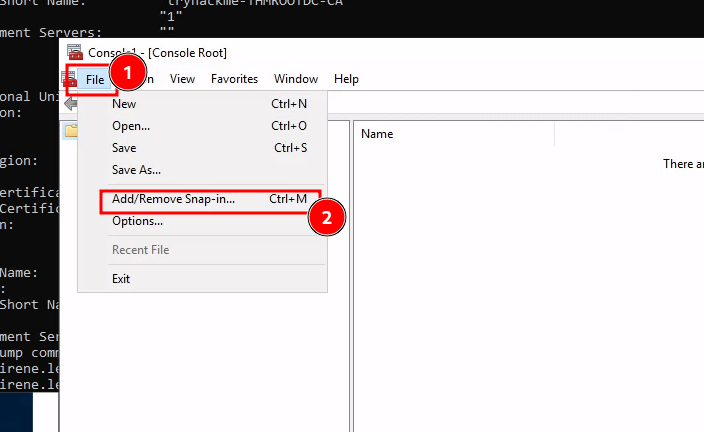 Short Name: "tryhackme-THMROOTDC-CA"
"1"
ment Servers: ""
Console1 - [Console Root]
1
File View Favorites Window Help
onal Uni
on:
New Ctrl+N
Open... Ctrl+O
Save Ctrl+S
Save As...
Add/Remove Snap-in... Ctrl+M
2
Options...
Recent File
Exit
Name
There ar
gion:
ertifica
Certific
n:
Name:
:
Short Na
ment Ser
ump comm
irene.le
irene.le